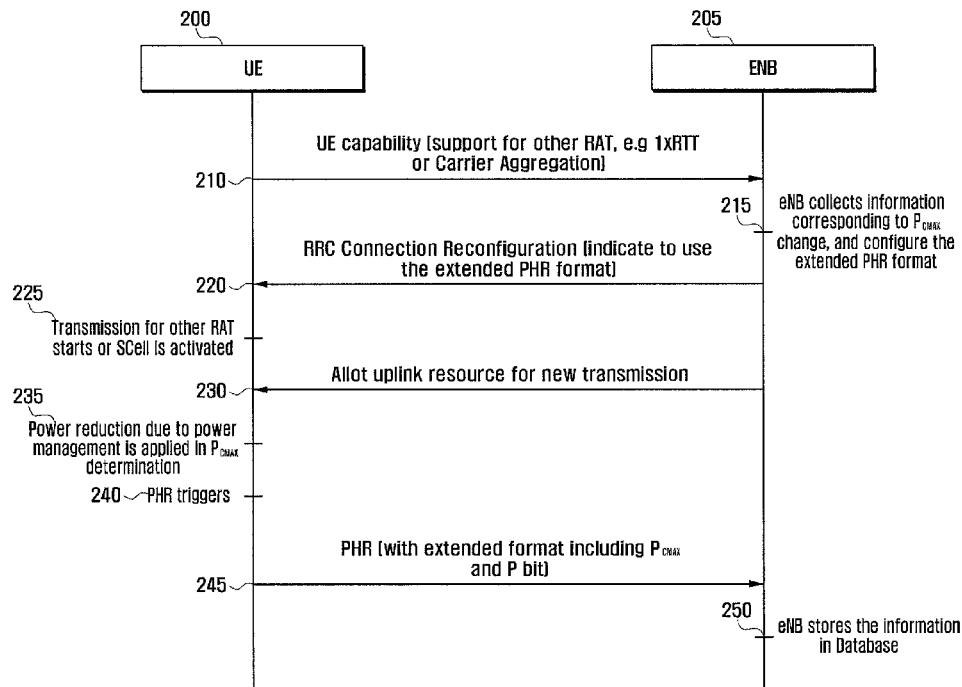 200
205
UE
ENB
UE capability (support for other RAT, e.g 1xRTT
or Carrier Aggregation)
210
215
eNB collects information
corresponding to PCMAX
change, and configure the
extended PHR format
RRC Connection Reconfiguration (indicate to use
the extended PHR format)
220
225
Transmission for other RAT
starts or SCell is activated
Allot uplink resource for new transmission
230
235
Power reduction due to power
management is applied in PCMAX
determination
240 PHR triggers
PHR (with extended format including PCMAX
and P bit)
245
250
eNB stores the information
in Database